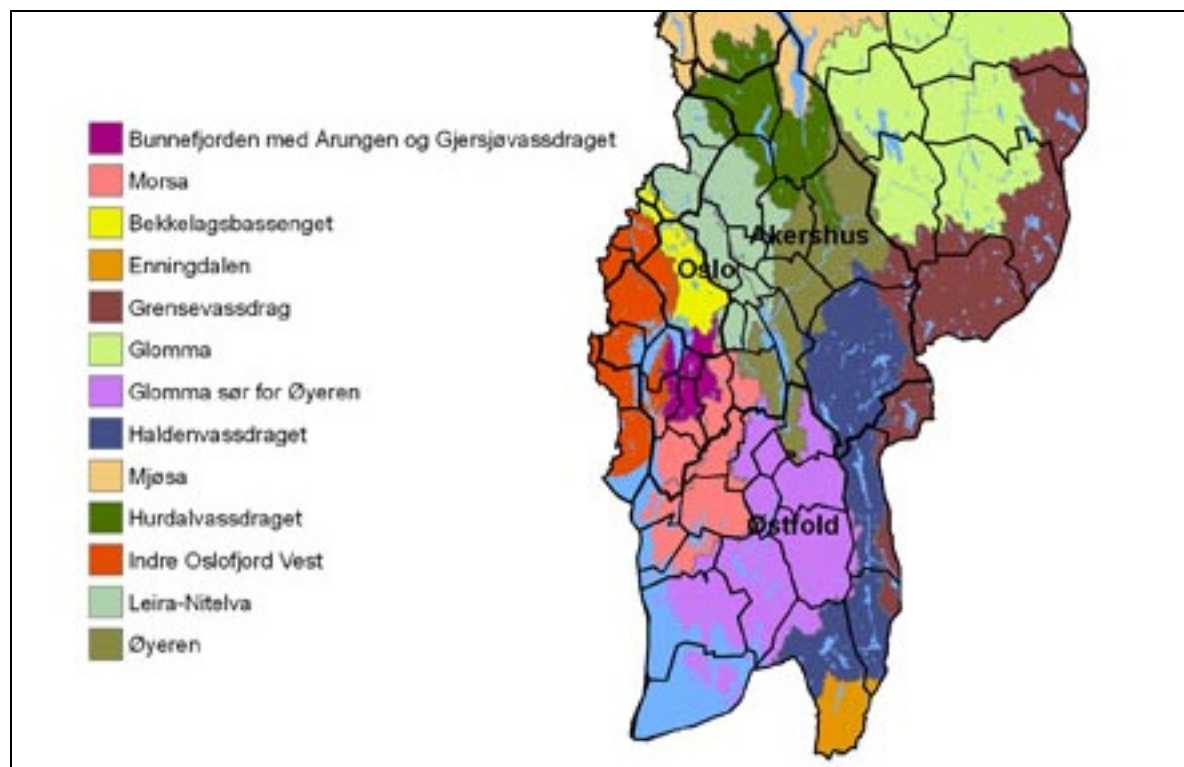 Bunnefjorden med Årungen og Gjersjøvassdraget
Morsa
Bekkelagsbassenget
Enningdalen
Grensevassdrag
Glomma
Glomma sør for Øyeren
Haldenvassdraget
Mjøsa
Hurdalvassdraget
Indre Oslofjord Vest
Leira-Nitelva
Øyeren
Akershus
Oslo
Østfold